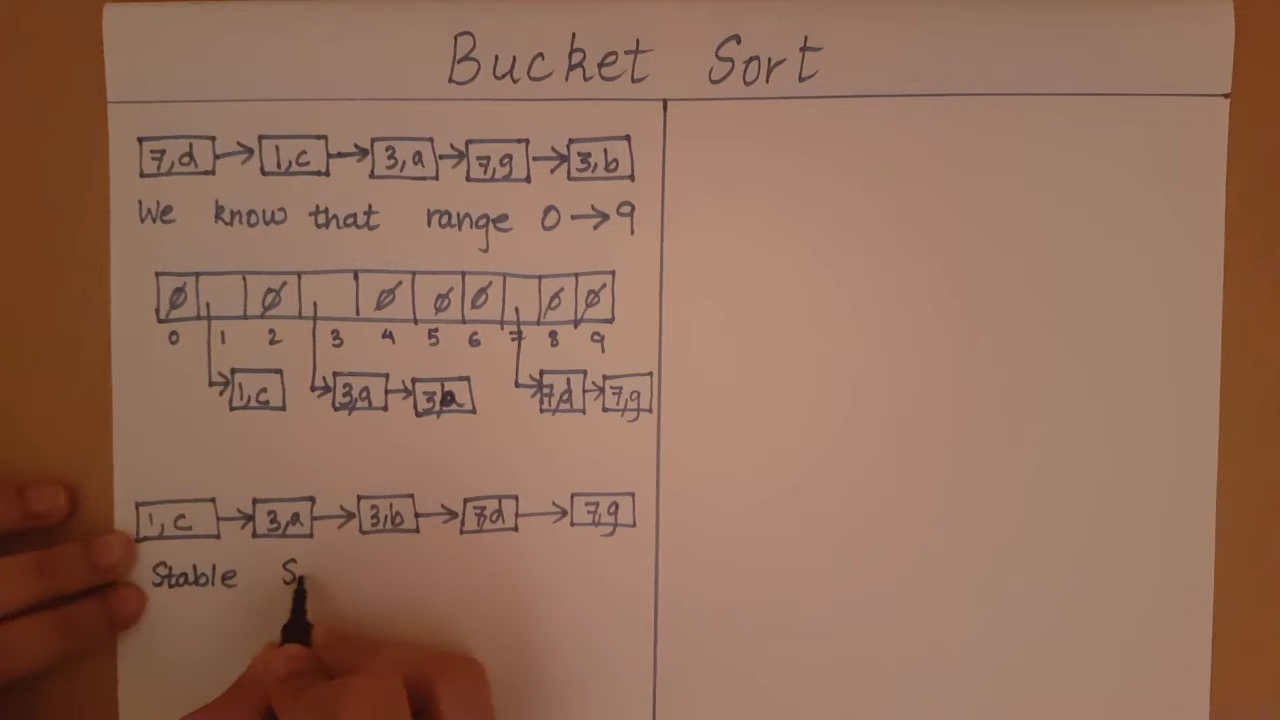 Bucket Sort
7,d → 1,c → 3,a → 7,g → 3,b
We know that range 0 → 9
∅ ∅ ∅ ∅ ∅ ∅ ∅
0 1 2 3 4 5 6 7 8 9
1,c 3,a → 3,a 7,d → 7,g
1,c → 3,a → 3,b → 7,d → 7,g
Stable S